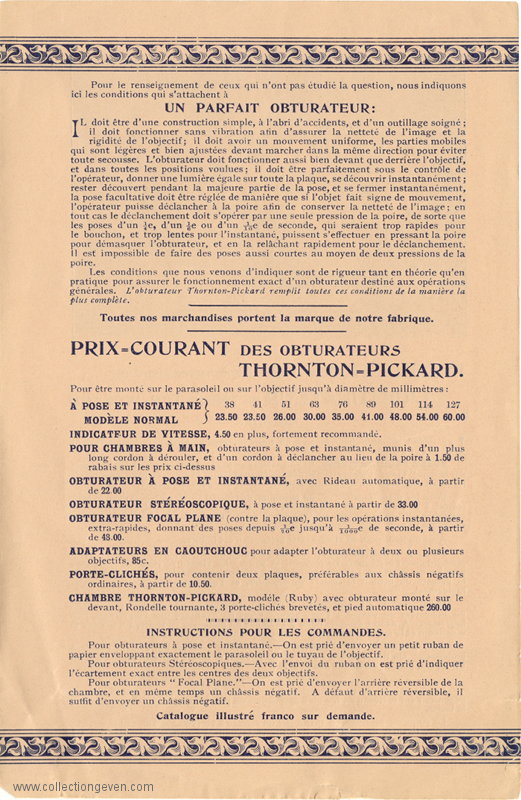 Pour le renseignement de ceux qui n'ont pas étudié la question, nous indiquons
ici les conditions qui s'attachent à
UN PARFAIT OBTURATEUR:
IL doit être d'une construction simple, à l'abri d'accidents, et d'un outillage soigné;
il doit fonctionner sans vibration afin d'assurer la netteté de l'image et la
rigidité de l'objectif; il doit avoir un mouvement uniforme, les parties mobiles
qui sont légères et bien ajustées devant marcher dans la même direction pour éviter
toute secousse. L'obturateur doit fonctionner aussi bien devant que derrière l'objectif,
et dans toutes les positions voulues; il doit être parfaitement sous le contrôle de
l'opérateur, donner une lumière égale sur toute la plaque, se découvrir instantanément;
rester découvert pendant la majeure partie de la pose, et se fermer instantanément,
la pose facultative doit être réglée de manière que si l'objet fait signe de mouvement,
l'opérateur puisse déclancher à la poire afin de conserver la netteté de l'image; en
tout cas le déclanchement doit s'opérer par une seule pression de la poire, de sorte que
les poses d'un e, d'un e ou d'un e de seconde, qui seraient trop rapides pour
le bouchon, et trop lentes pour l'instantané, puissent s'effectuer en pressant la poire
pour démasquer l'obturateur, et en la relâchant rapidement pour le déclanchement.
Il est impossible de faire des poses aussi courtes au moyen de deux pressions de la
poire.
Les conditions que nous venons d'indiquer sont de rigueur tant en théorie qu'en
pratique pour assurer le fonctionnement exact d'un obturateur destiné aux opérations
générales. L'obturateur Thornton-Pickard remplit toutes ces conditions de la manière la
plus complète.
Toutes nos marchandises portent la marque de notre fabrique.
PRIX=COURANT DES OBTURATEURS
THORNTON=PICKARD.
Pour être monté sur le parasoleil ou sur l'objectif jusqu'à diamètre de millimètres:
À POSE ET INSTANTANÉ } 38 41 51 63 76 89 101 114 127
MODÈLE NORMAL } 23.50 23.50 26.00 30.00 35.00 41.00 48.00 54.00 60.00
INDICATEUR DE VITESSE, 4.50 en plus, fortement recommandé.
POUR CHAMBRES À MAIN, obturateurs à pose et instantané, munis d'un plus
long cordon à dérouler, et d'un cordon à déclancher au lieu de la poire à 1.50 de
rabais sur les prix ci-dessus
OBTURATEUR À POSE ET INSTANTANÉ, avec Rideau automatique, à partir
de 22.00
OBTURATEUR STÉRÉOSCOPIQUE, à pose et instantané à partir de 33.00
OBTURATEUR FOCAL PLANE (contre la plaque), pour les opérations instantanées,
extra-rapides, donnant des poses depuis e jusqu'à e de seconde, à partir
de 43.00.
ADAPTATEURS EN CAOUTCHOUC pour adapter l'obturateur à deux ou plusieurs
objectifs, 85c.
PORTE-CLICHÉS, pour contenir deux plaques, préférables aux châssis négatifs
ordinaires, à partir de 10.50.
CHAMBRE THORNTON-PICKARD, modéle (Ruby) avec obturateur monté sur le
devant, Rondelle tournante, 3 porte-clichés brevetés, et pied automatique 260.00
INSTRUCTIONS POUR LES COMMANDES.
Pour obturateurs à pose et instantané.—On est prié d'envoyer un petit ruban de
papier enveloppant exactement le parasoleil ou le tuyau de l'objectif.
Pour obturateurs Stéréoscopiques.—Avec l'envoi du ruban on est prié d'indiquer
l'écartement exact entre les centres des deux objectifs.
Pour obturateurs "Focal Plane."—On est prié d'envoyer l'arrière réversible de la
chambre, et en même temps un châssis négatif. A défaut d'arrière réversible, il
suffit d'envoyer un châssis négatif.
Catalogue illustré franco sur demande.
www.collectiongeven.com